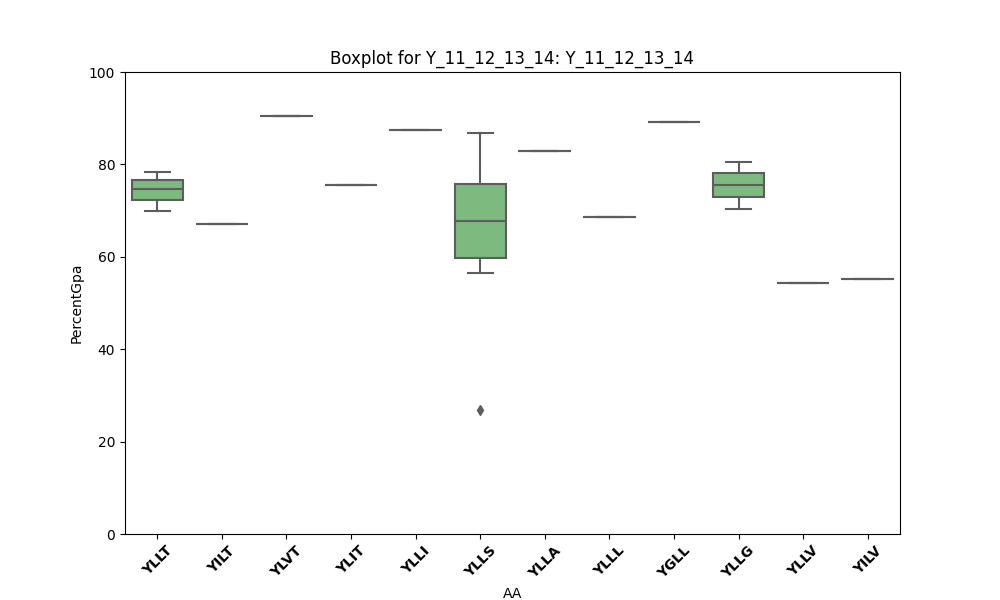 Boxplot for Y_11_12_13_14: Y_11_12_13_14
100
80
60
40
20
0
PercentGpa
YLLT YILT YLVT YLIT YLLI YLLS YLLA YLLL YGLL YLLG YLLV YILV
AA